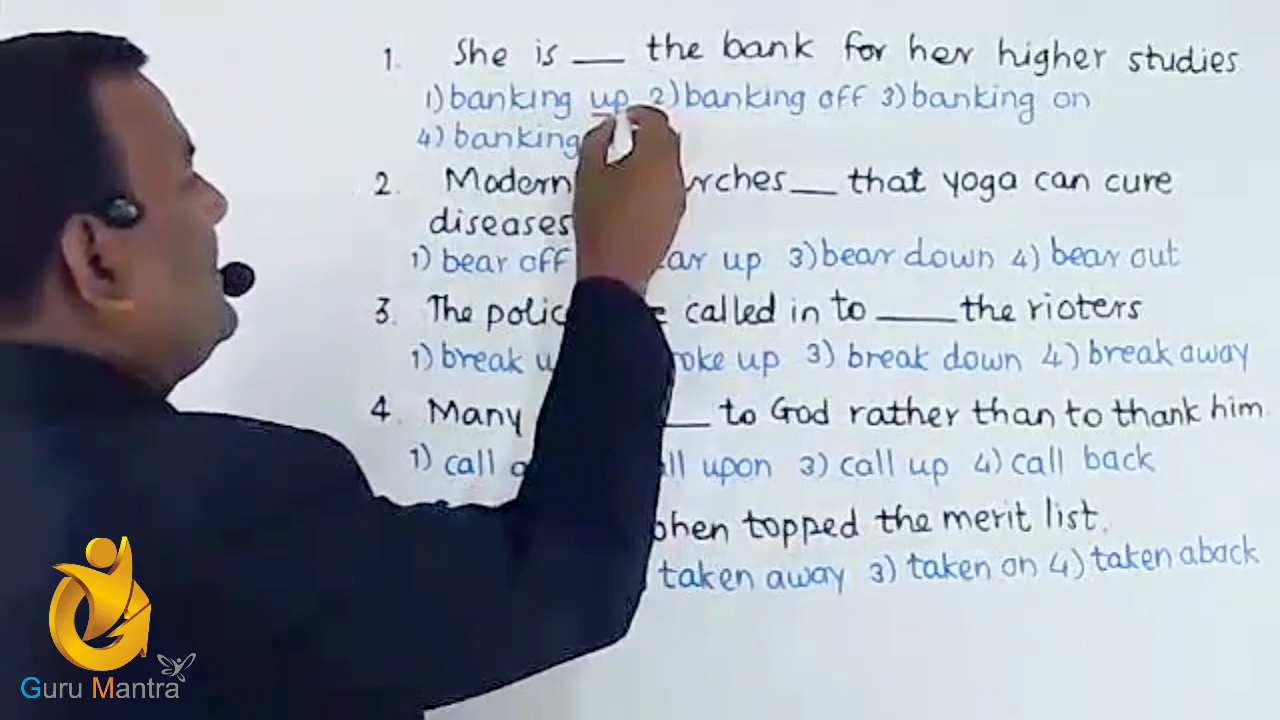 1. She is ___ the bank for her higher studies
1) banking up 2) banking off 3) banking on
4) banking
2. Modern rches __ that yoga can cure
diseases
1) bear off ar up 3) bear down 4) bear out
3. The polic called in to ____ the rioters
1) break u oke up 3) break down 4) break away
4. Many ___ to God rather than to thank him
1) call ll upon 3) call up 4) call back
when topped the merit list.
taken away 3) taken on 4) taken aback
Guru Mantra